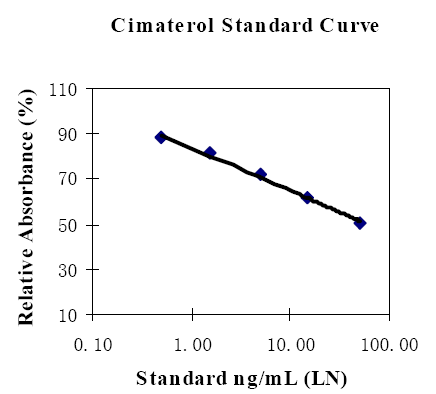 Cimaterol Standard Curve
Relative Absorbance (%)
110
90
70
50
30
10
0.10 1.00 10.00 100.00
Standard ng/mL (LN)